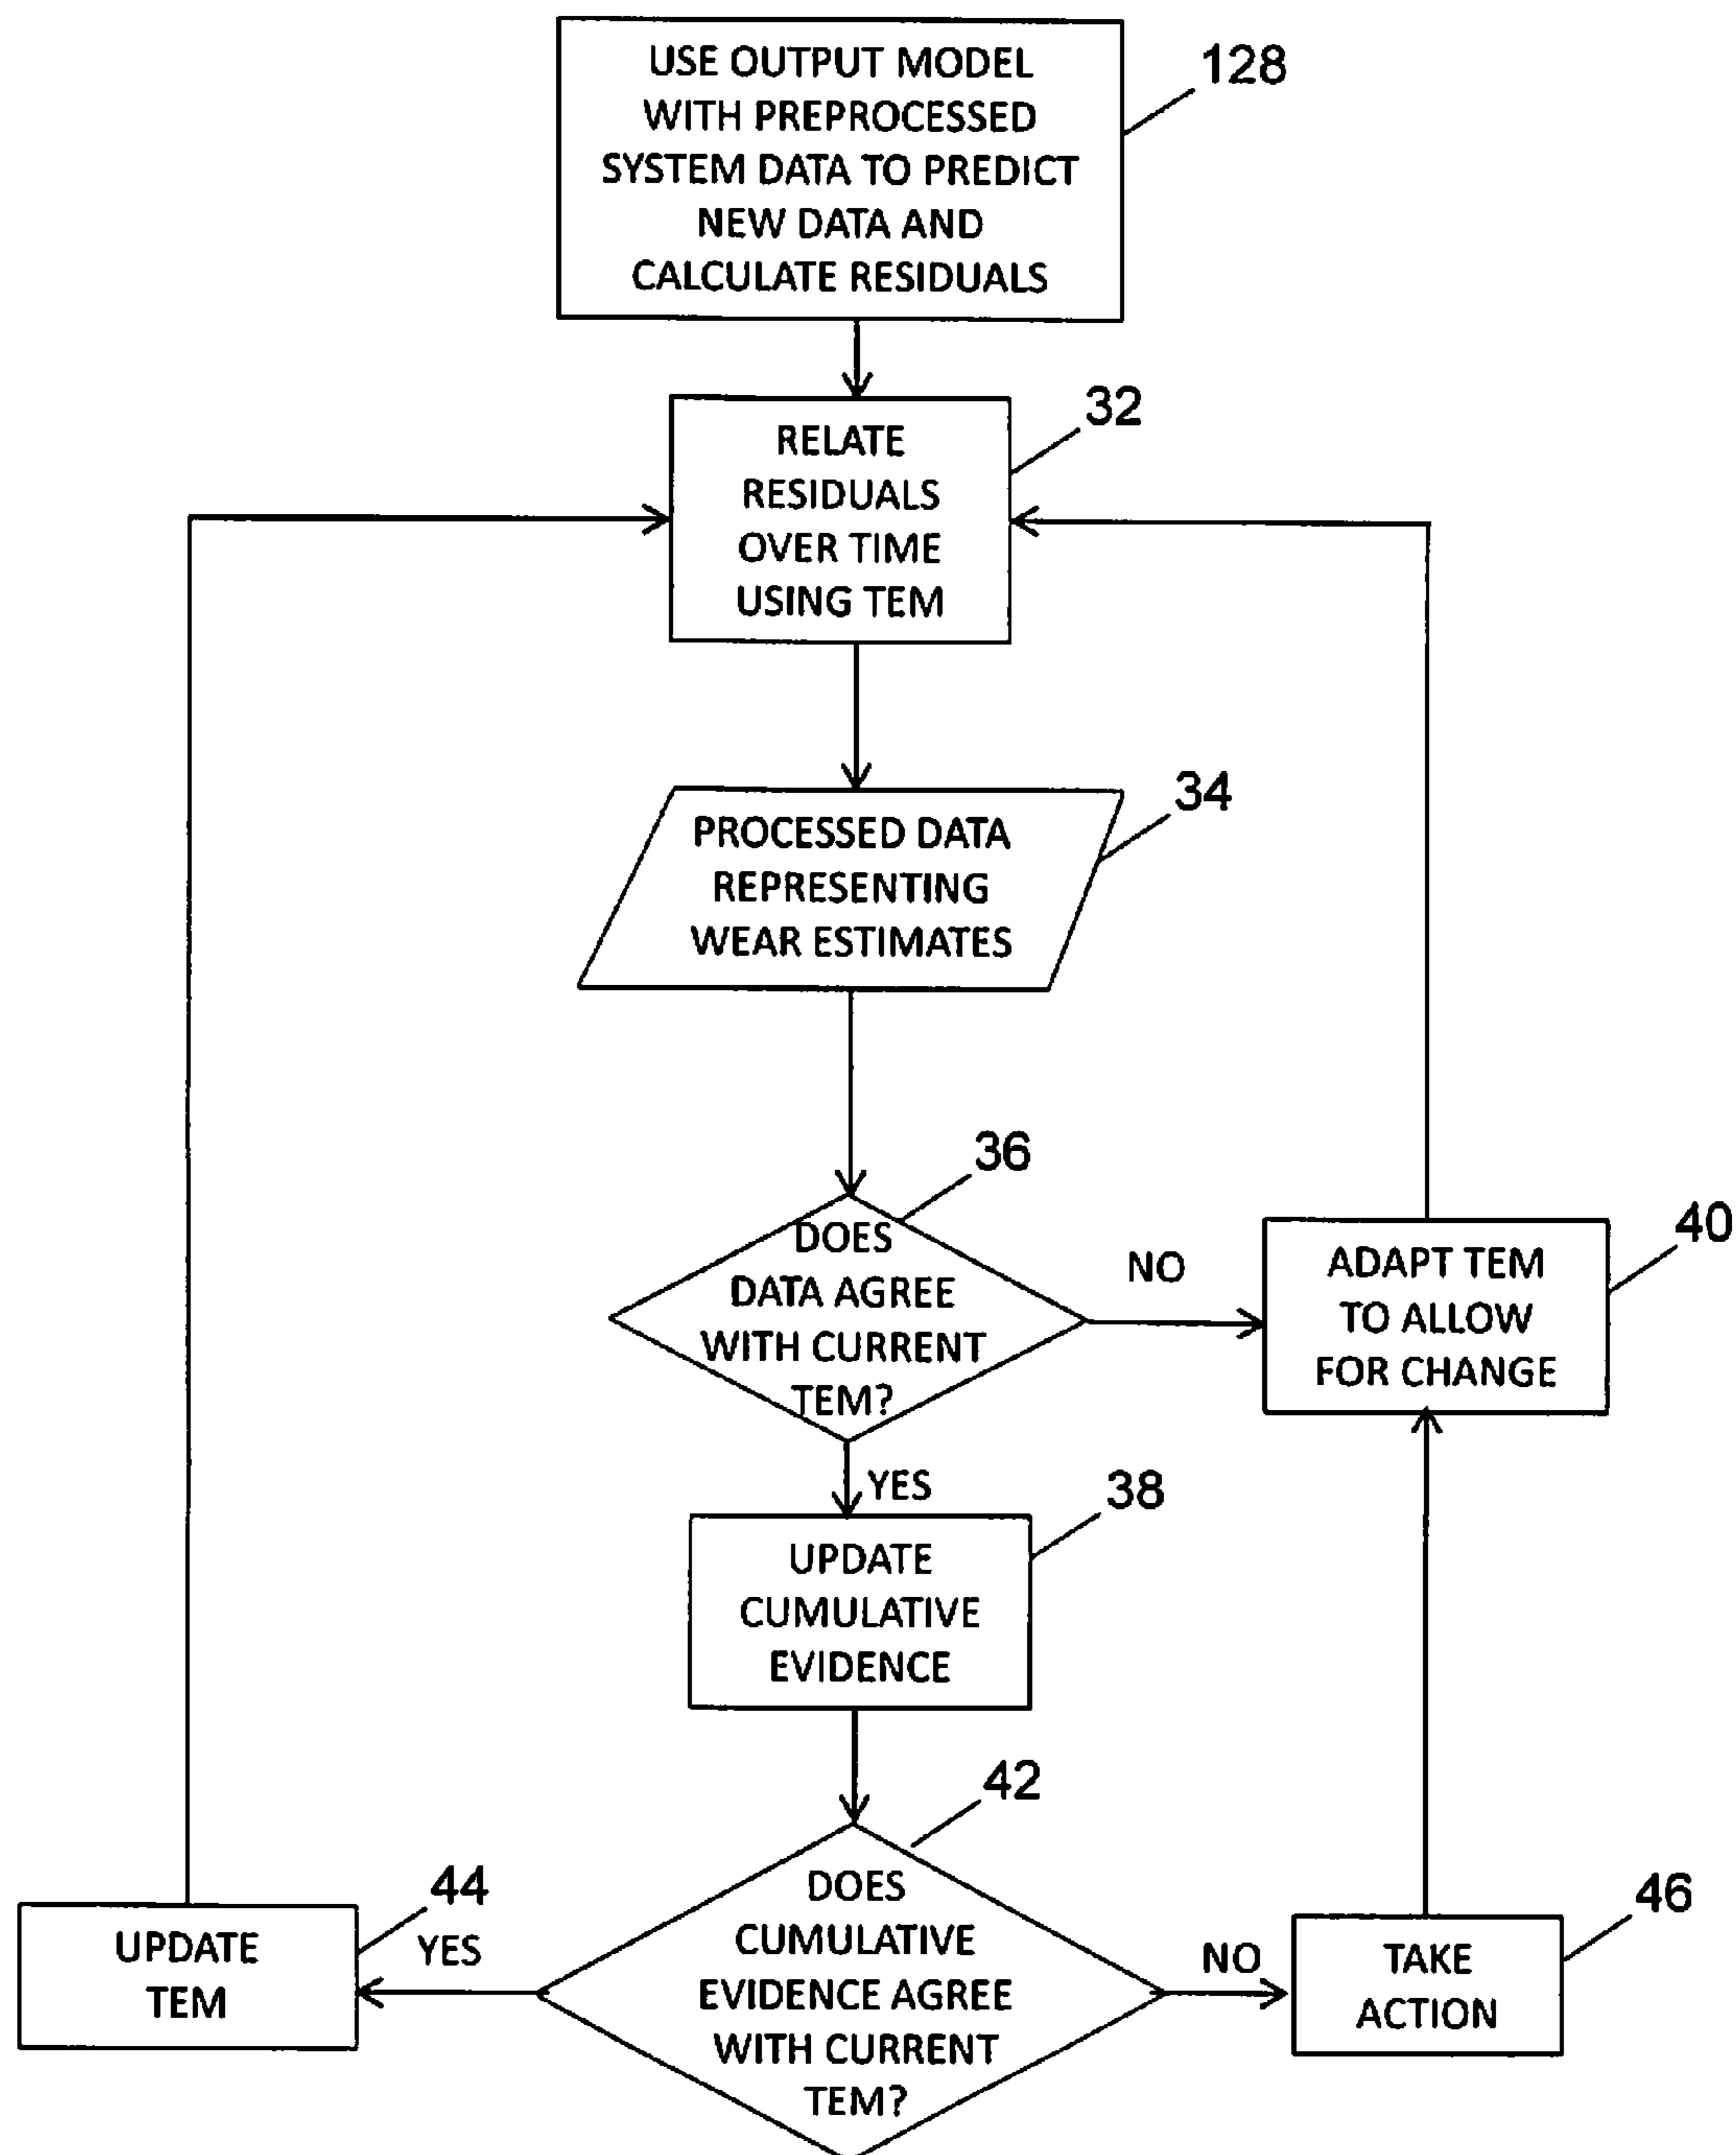 USE OUTPUT MODEL
WITH PREPROCESSED
SYSTEM DATA TO PREDICT
NEW DATA AND
CALCULATE RESIDUALS
128
RELATE
RESIDUALS
OVER TIME
USING TEM
32
PROCESSED DATA
REPRESENTING
WEAR ESTIMATES
34
DOES
DATA AGREE
WITH CURRENT
TEM?
36
NO
ADAPT TEM
TO ALLOW
FOR CHANGE
40
YES
UPDATE
CUMULATIVE
EVIDENCE
38
DOES
CUMULATIVE
EVIDENCE AGREE
WITH CURRENT
TEM?
42
YES
UPDATE
TEM
44
NO
TAKE
ACTION
46